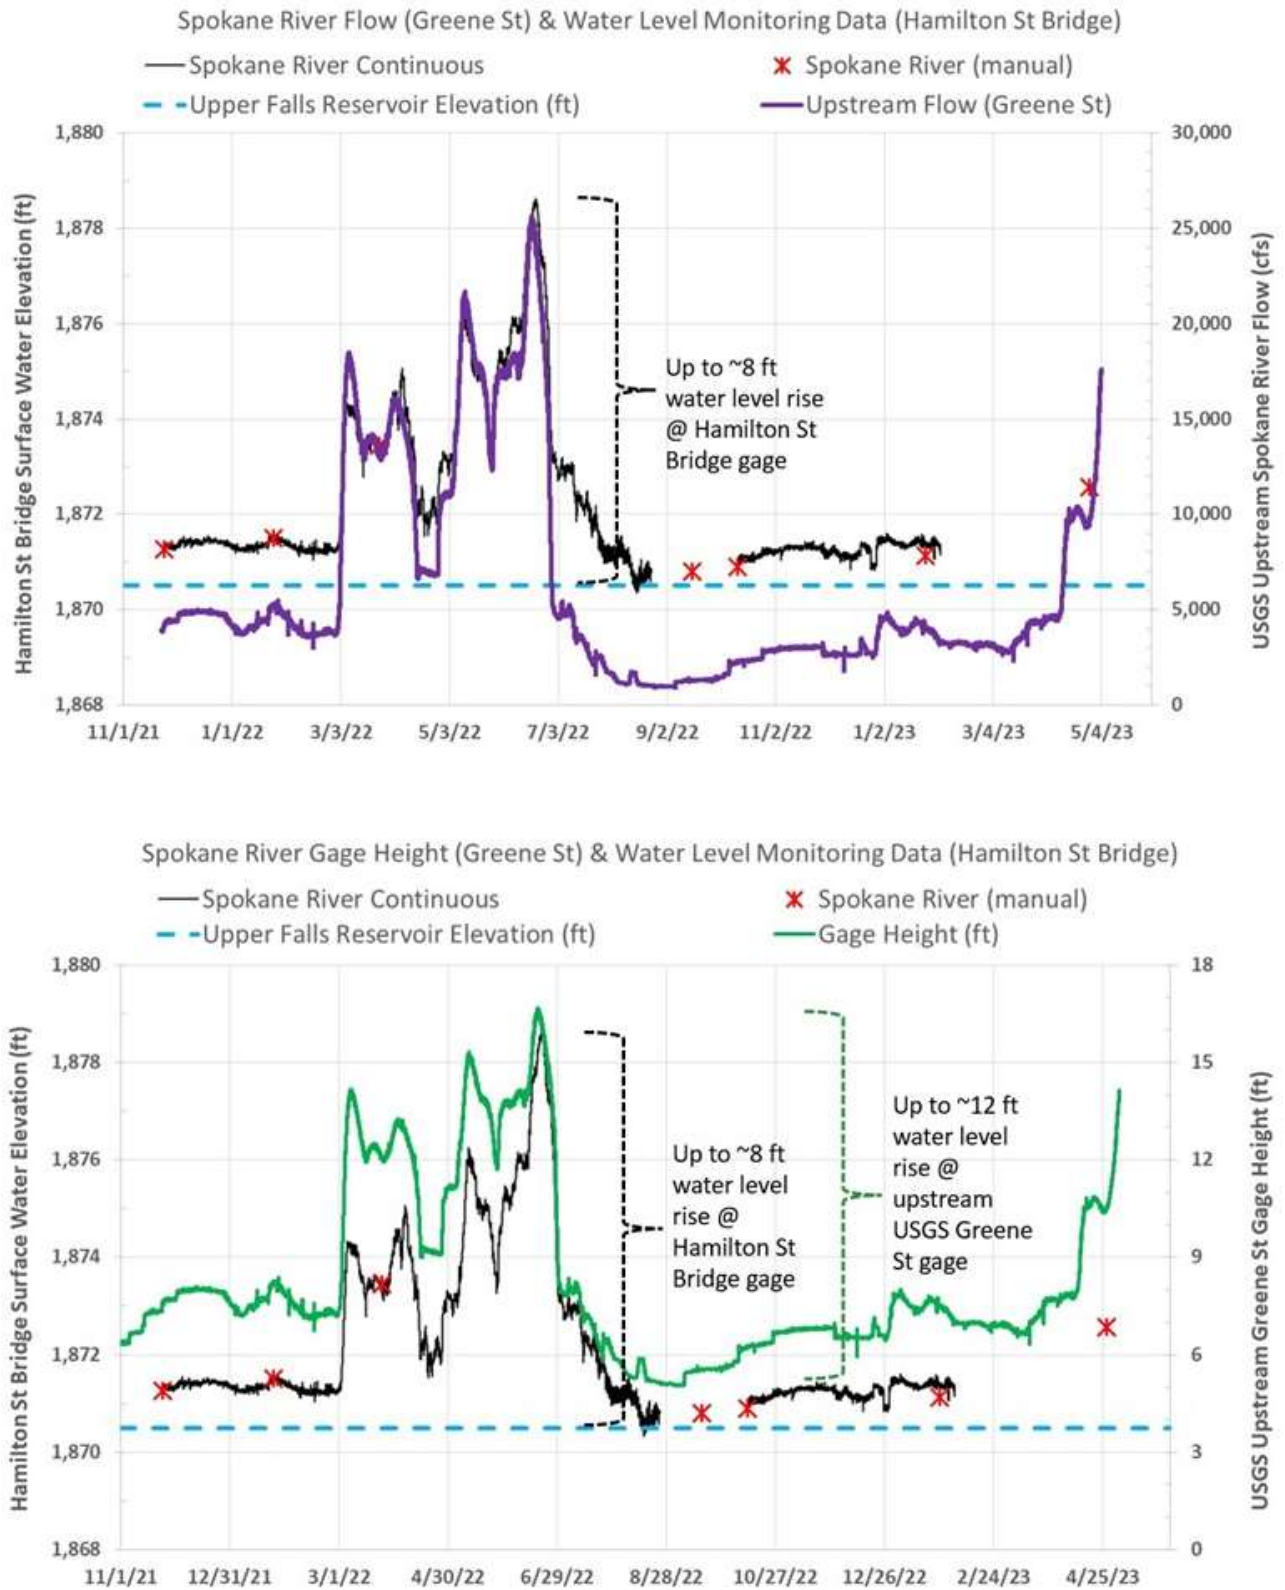 Spokane River Flow (Greene St) & Water Level Monitoring Data (Hamilton St Bridge)
Spokane River Continuous
Spokane River (manual)
Upper Falls Reservoir Elevation (ft)
Upstream Flow (Greene St)
Hamilton St Bridge Surface Water Elevation (ft)
1,880
1,878
1,876
1,874
1,872
1,870
1,868
30,000
25,000
20,000
15,000
10,000
5,000
0
USGS Upstream Spokane River Flow (cfs)
Up to ~8 ft
water level rise
@ Hamilton St
Bridge gage
11/1/21
1/1/22
3/3/22
5/3/22
7/3/22
9/2/22
11/2/22
1/2/23
3/4/23
5/4/23
Spokane River Gage Height (Greene St) & Water Level Monitoring Data (Hamilton St Bridge)
Spokane River Continuous
Spokane River (manual)
Upper Falls Reservoir Elevation (ft)
Gage Height (ft)
Hamilton St Bridge Surface Water Elevation (ft)
1,880
1,878
1,876
1,874
1,872
1,870
1,868
18
15
12
9
6
3
0
USGS Upstream Greene St Gage Height (ft)
Up to ~8 ft
water level
rise @
Hamilton St
Bridge gage
Up to ~12 ft
water level
rise @
upstream
USGS Greene
St gage
11/1/21
12/31/21
3/1/22
4/30/22
6/29/22
8/28/22
10/27/22
12/26/22
2/24/23
4/25/23